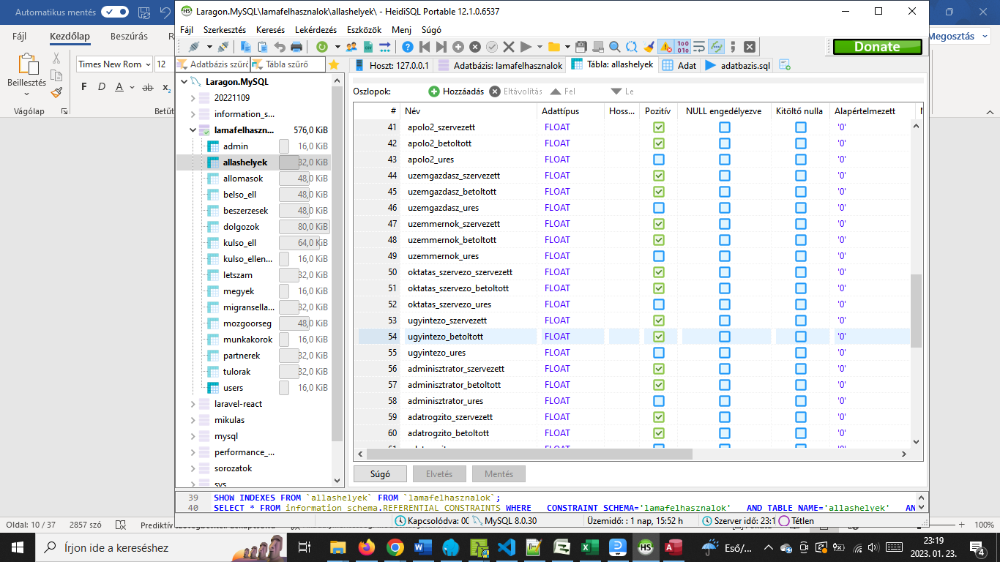 Automatikus mentés
Laragon.MySQL\lamafelhasznalok\allashelyek\ - HeidiSQL Portable 12.1.0.6537
Fájl Kezdőlap Beszúrás
Megosztás
Fájl Szerkesztés Keresés Lekérdezés Eszközök Menj Súgó
Donate
Times New Rom 12
Beillesztés
F D A ab x
Vágólap
Adatbázis szűrő Tábla szűrő
Hoszt: 127.0.0.1 Adatbázis: lamafelhasznalok Tábla: allashelyek Adat adatbazis.sql
Laragon.MySQL
20221109
information_s...
lamafelhaszn... 576,0 KiB
admin 16,0 KiB
allashelyek 32,0 KiB
allomasok 48,0 KiB
belso_ell 48,0 KiB
beszerzesek 48,0 KiB
dolgozok 80,0 KiB
kulso_ell 64,0 KiB
kulso_ellen... 16,0 KiB
letszam 32,0 KiB
megyek 16,0 KiB
migransella... 32,0 KiB
mozgoorseg 48,0 KiB
munkakorok 16,0 KiB
partnerek 32,0 KiB
tulorak 32,0 KiB
users 16,0 KiB
laravel-react
mikulas
mysql
performance_...
sorozatok
sys
Oszlopok: Hozzáadás Eltávolítás Fel Le
# Név Adattípus Hoss... Pozitív NULL engedélyezve Kitöltő nulla Alapértelmezett
41 apolo2_szervezett FLOAT '0'
42 apolo2_betoltott FLOAT '0'
43 apolo2_ures FLOAT '0'
44 uzemgazdasz_szervezett FLOAT '0'
45 uzemgazdasz_betoltott FLOAT '0'
46 uzemgazdasz_ures FLOAT '0'
47 uzemmernok_szervezett FLOAT '0'
48 uzemmernok_betoltott FLOAT '0'
49 uzemmernok_ures FLOAT '0'
50 oktatas_szervezo_szervezett FLOAT '0'
51 oktatas_szervezo_betoltott FLOAT '0'
52 oktatas_szervezo_ures FLOAT '0'
53 ugyintezo_szervezett FLOAT '0'
54 ugyintezo_betoltott FLOAT '0'
55 ugyintezo_ures FLOAT '0'
56 adminisztrator_szervezett FLOAT '0'
57 adminisztrator_betoltott FLOAT '0'
58 adminisztrator_ures FLOAT '0'
59 adatrogzito_szervezett FLOAT '0'
60 adatrogzito_betoltott FLOAT '0'
Súgó Elvetés Mentés
39 SHOW INDEXES FROM `allashelyek` FROM `lamafelhasznalok`;
40 SELECT * FROM information_schema.REFERENTIAL_CONSTRAINTS WHERE CONSTRAINT_SCHEMA='lamafelhasznalok' AND TABLE_NAME='allashelyek' AN
Kapcsolódva: 00 MySQL 8.0.30 Üzemidő: : 1 nap, 15:52 h Szerver idő: 23:1 Tétlen
Oldal: 10 / 37 2857 szó 100%
Írjon ide a kereséshez
Eső/...
23:19
2023. 01. 23.
4